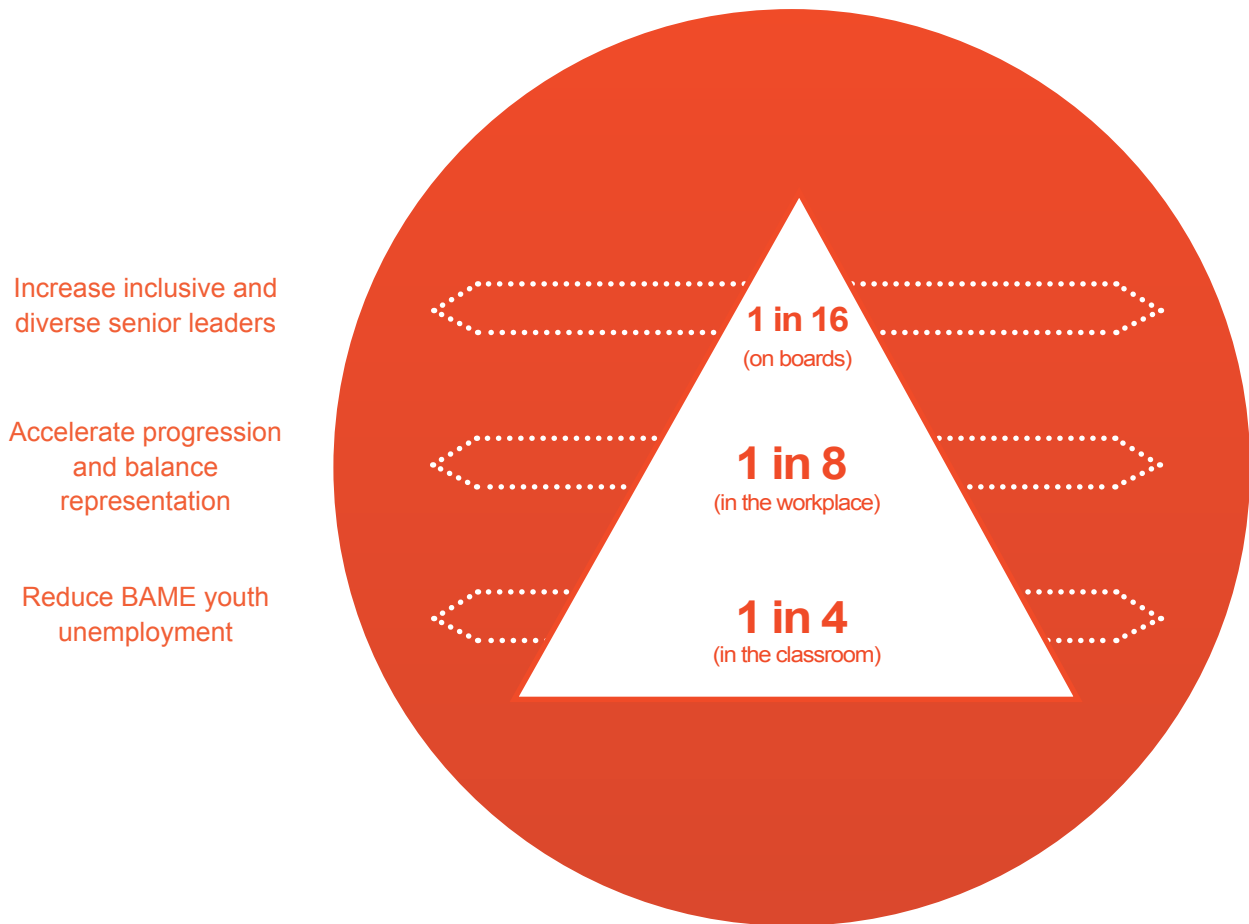 Increase inclusive and
diverse senior leaders
1 in 16
(on boards)
Accelerate progression
and balance
representation
1 in 8
(in the workplace)
Reduce BAME youth
unemployment
1 in 4
(in the classroom)